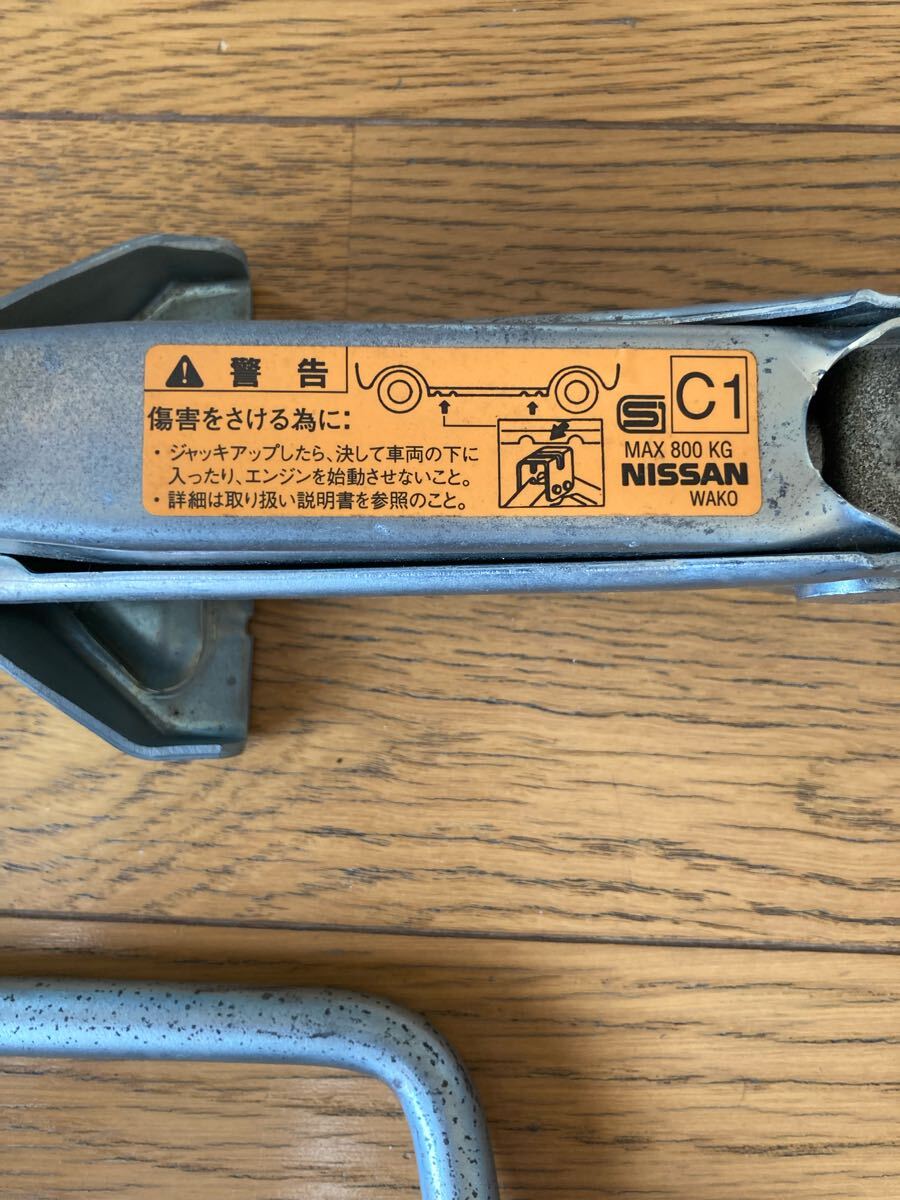 警告
傷害をさける為に:
・ジャッキアップしたら、決して車両の下に
入ったり、エンジンを始動させないこと。
・詳細は取り扱い説明書を参照のこと。
C1
MAX 800 KG
NISSAN
WAKO